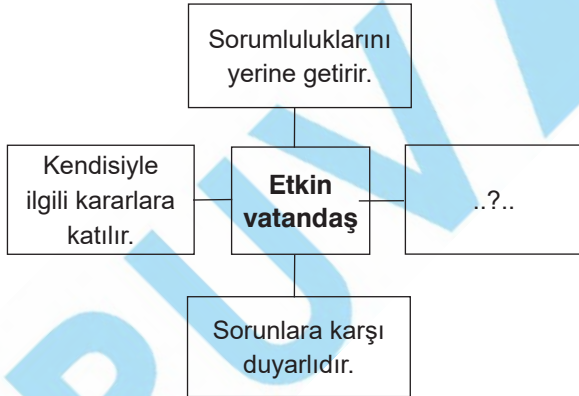 Sorumluluklarını
yerine getirir.
Kendisiyle
ilgili kararlara
katılır.
Etkin
vatandaş
..?..
Sorunlara karşı
duyarlıdır.